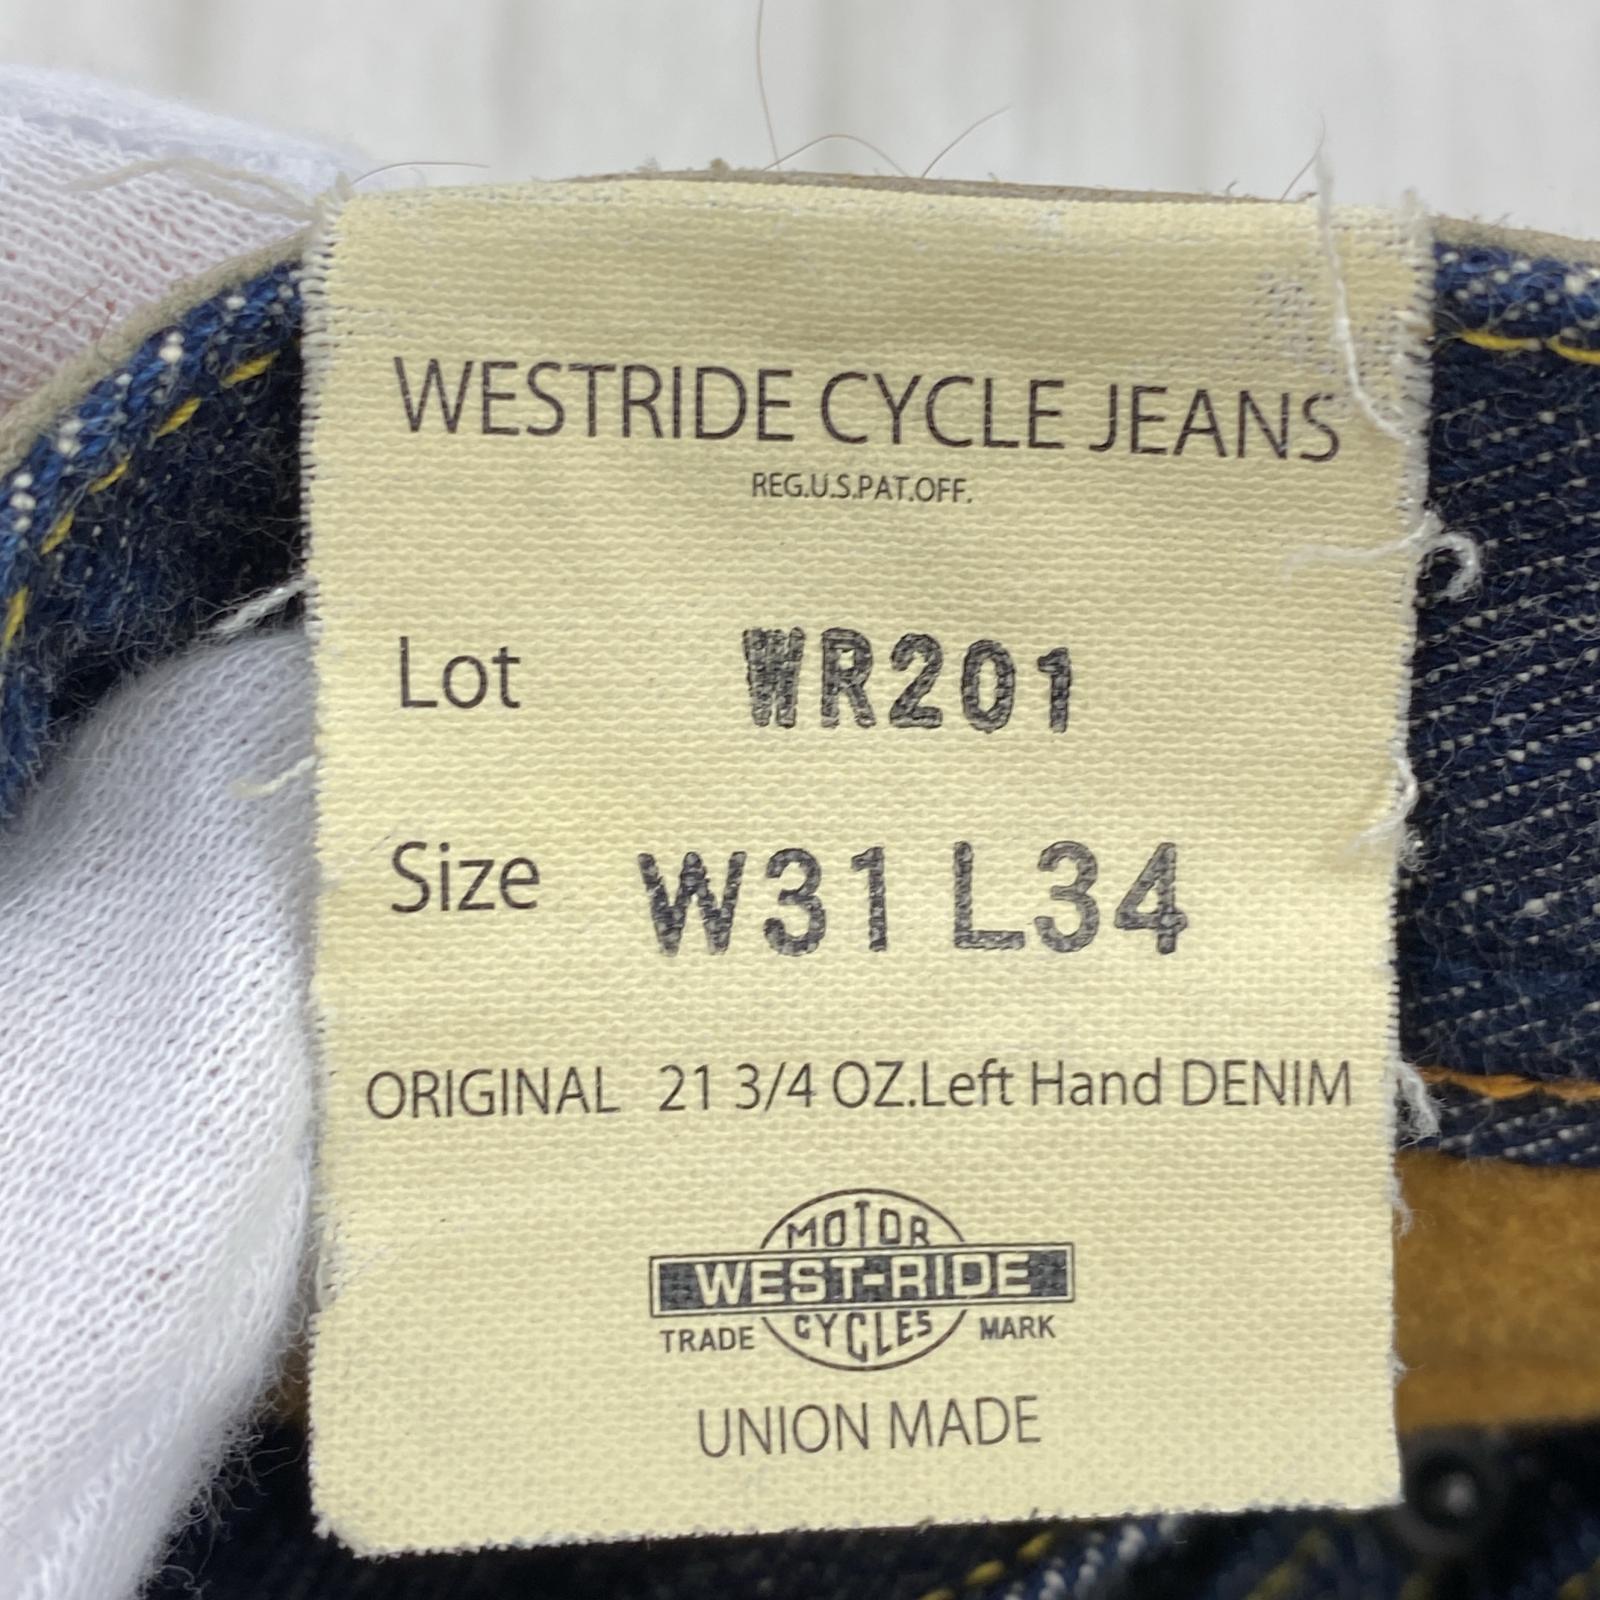 WESTRIDE CYCLE JEANS
REG.U.S.PAT.OFF.
Lot WR201
Size W31 L34
ORIGINAL 21 3/4 OZ.Left Hand DENIM
MOTOR
WEST-RIDE
TRADE CYCLES MARK
UNION MADE